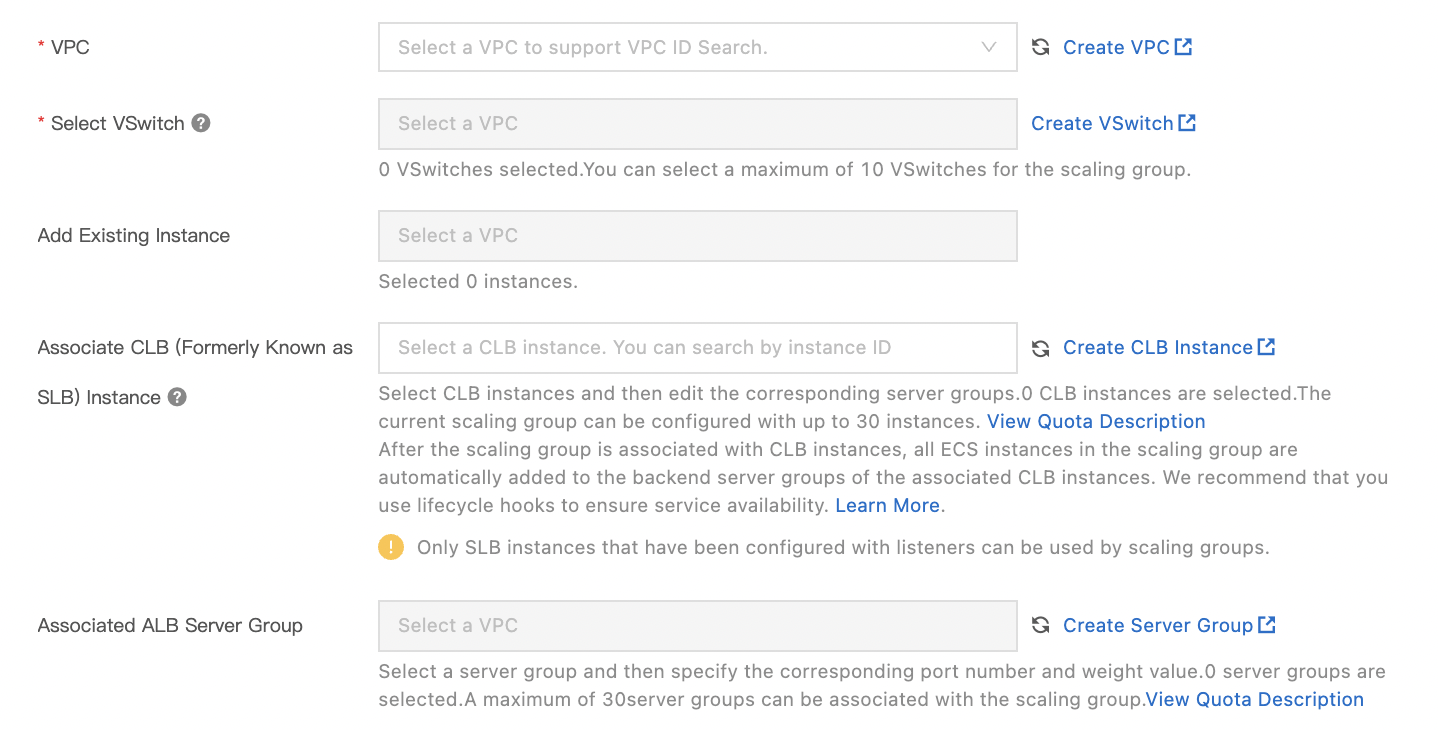 * VPC
Select a VPC to support VPC ID Search.
Create VPC
* Select VSwitch ?
Select a VPC
Create VSwitch
0 VSwitches selected.You can select a maximum of 10 VSwitches for the scaling group.
Add Existing Instance
Select a VPC
Selected 0 instances.
Associate CLB (Formerly Known as
SLB) Instance ?
Select a CLB instance. You can search by instance ID
Create CLB Instance
Select CLB instances and then edit the corresponding server groups.0 CLB instances are selected.The
current scaling group can be configured with up to 30 instances. View Quota Description
After the scaling group is associated with CLB instances, all ECS instances in the scaling group are
automatically added to the backend server groups of the associated CLB instances. We recommend that you
use lifecycle hooks to ensure service availability. Learn More.
! Only SLB instances that have been configured with listeners can be used by scaling groups.
Associated ALB Server Group
Select a VPC
Create Server Group
Select a server group and then specify the corresponding port number and weight value.0 server groups are
selected.A maximum of 30server groups can be associated with the scaling group.View Quota Description